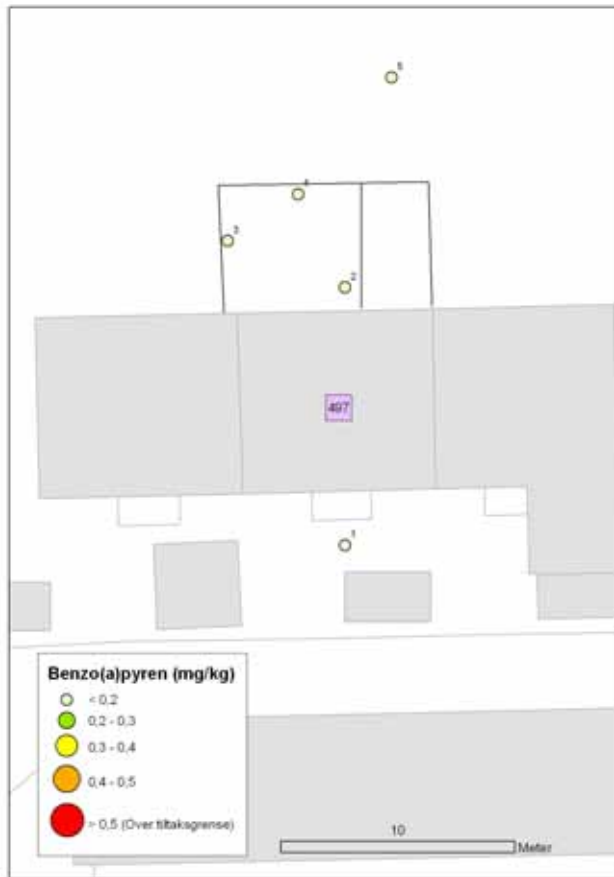 5
4
3
2
497
1
Benzo(a)pyren (mg/kg)
< 0,2
0,2 - 0,3
0,3 - 0,4
0,4 - 0,5
> 0,5 (Over tiltaksgrense)
10
Meter